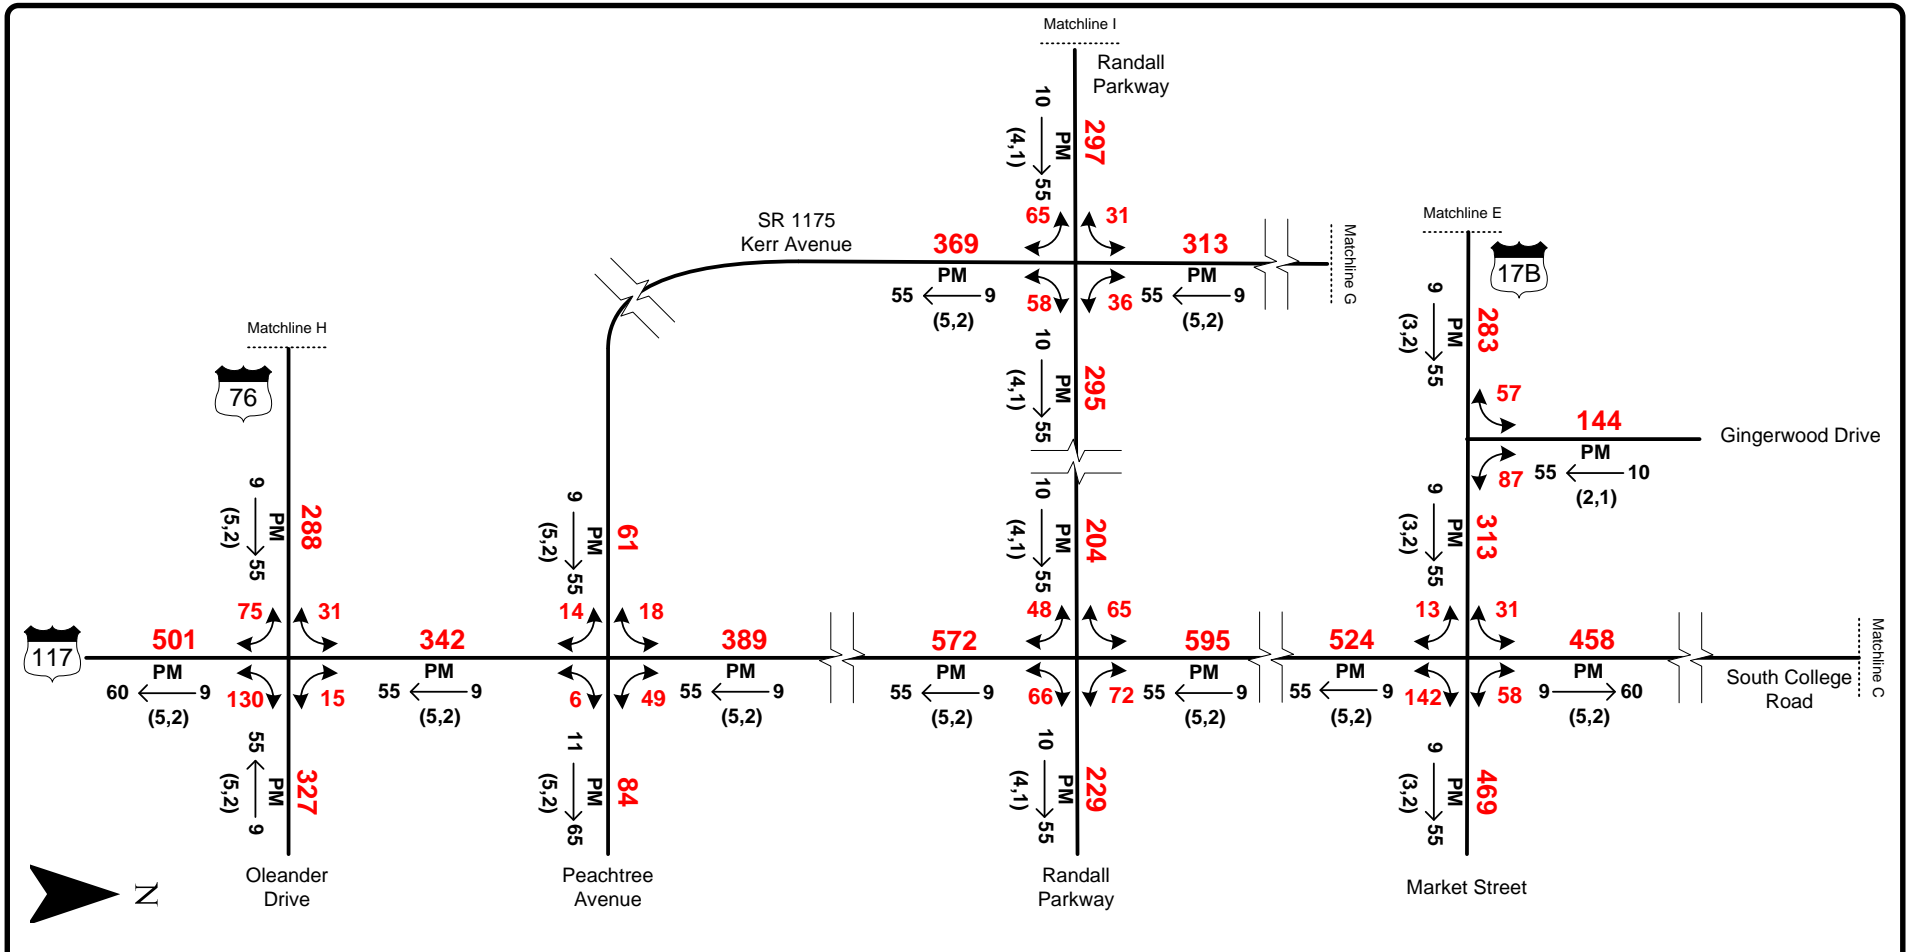 Matchline I
Randall
Parkway
10
PM
(4,1)
55
297
65
31
SR 1175
Kerr Avenue
369
PM
55
9
(5,2)
313
PM
55
9
(5,2)
58
36
Matchline G
10
PM
(4,1)
55
295
Matchline E
17B
9
PM
(3,2)
55
283
57
144
PM
55
10
(2,1)
Gingerwood Drive
87
9
PM
(3,2)
55
313
Matchline H
76
9
PM
(5,2)
55
288
9
PM
(5,2)
55
61
10
PM
(4,1)
55
204
117
501
PM
60
9
(5,2)
75
31
130
15
342
PM
55
9
(5,2)
14
18
6
49
389
PM
55
9
(5,2)
572
PM
55
9
(5,2)
48
65
66
72
595
PM
55
9
(5,2)
524
PM
55
9
(5,2)
13
31
142
58
458
PM
9
60
(5,2)
South College
Road
Matchline C
55
PM
(5,2)
9
327
11
PM
(5,2)
65
84
10
PM
(4,1)
55
229
9
PM
(3,2)
55
469
N
Oleander
Drive
Peachtree
Avenue
Randall
Parkway
Market Street